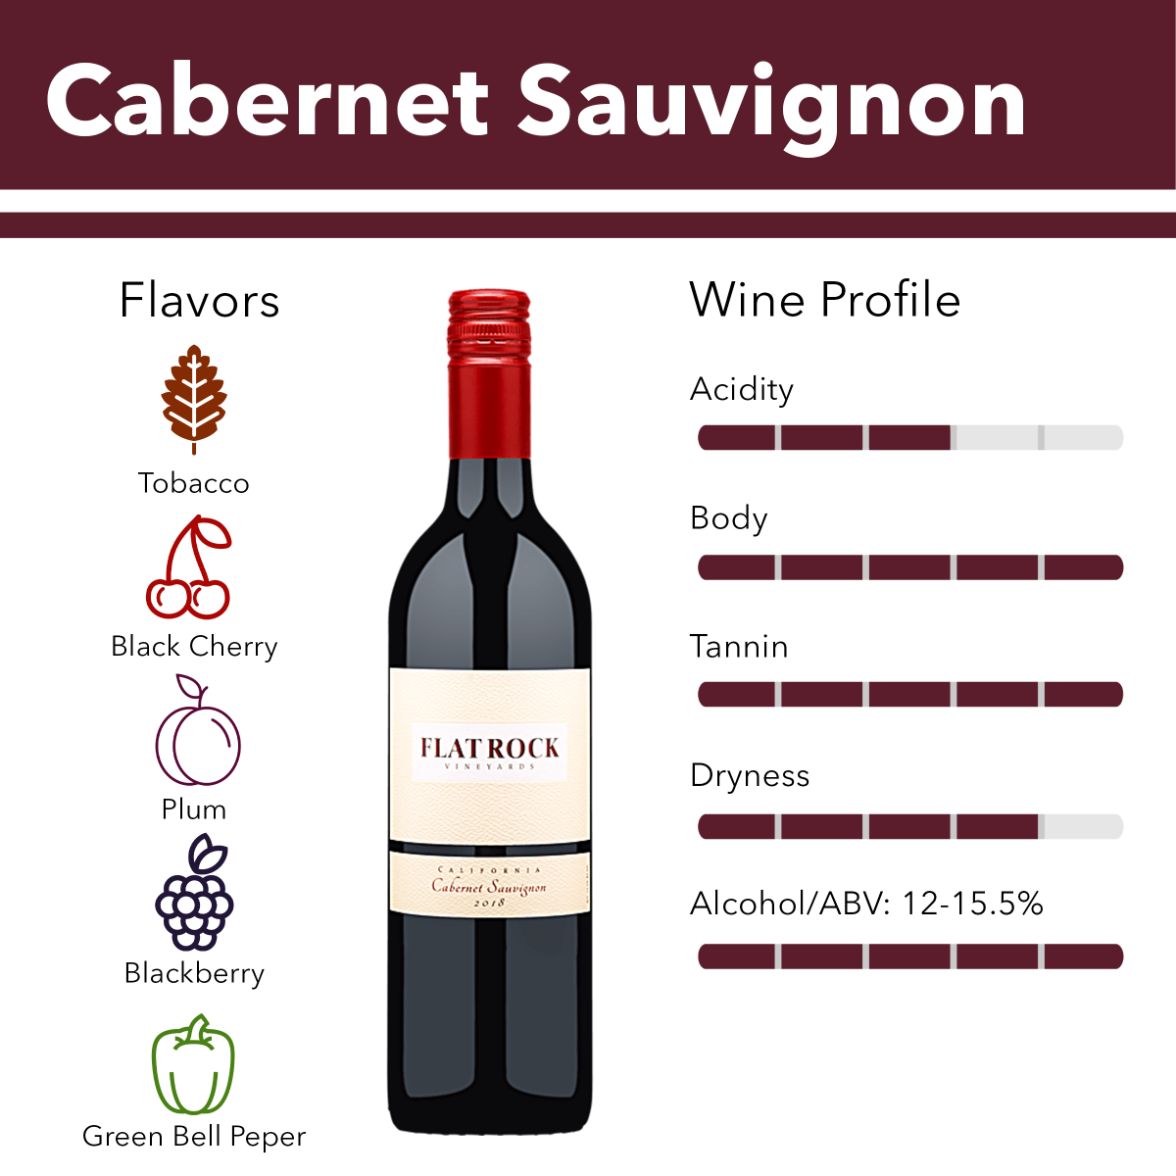 Cabernet Sauvignon
Flavors
Tobacco
Black Cherry
Plum
Blackberry
Green Bell Peper
FLAT ROCK
VINEYARDS
CALIFORNIA
Cabernet Sauvignon
2018
Wine Profile
Acidity
Body
Tannin
Dryness
Alcohol/ABV: 12-15.5%